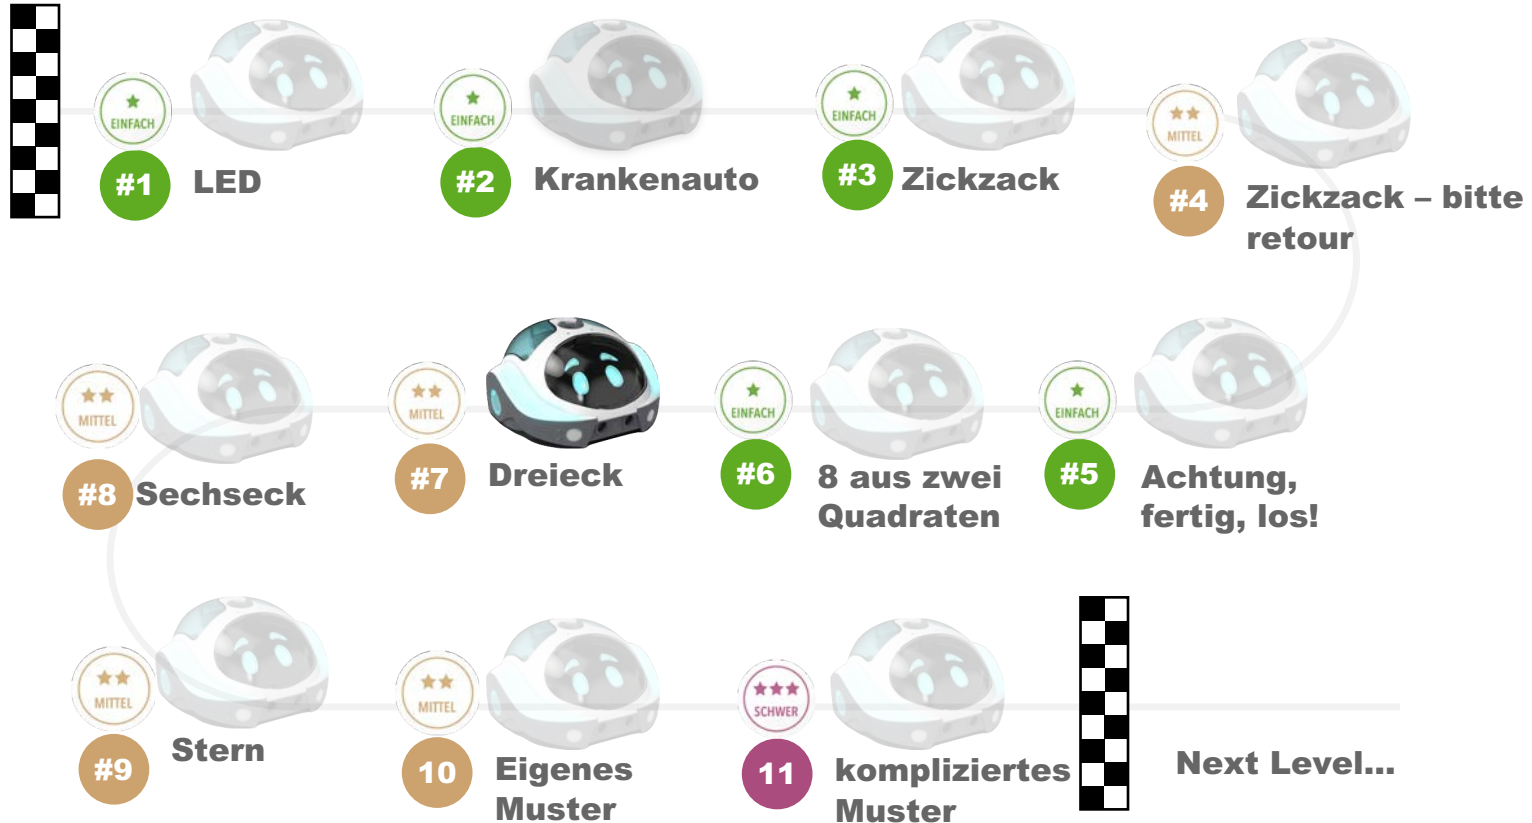 EINFACH
#1
LED
EINFACH
#2
Krankenauto
EINFACH
#3
Zickzack
MITTEL
#4
Zickzack – bitte
retour
EINFACH
#5
Achtung,
fertig, los!
EINFACH
#6
8 aus zwei
Quadraten
MITTEL
#7
Dreieck
MITTEL
#8
Sechseck
MITTEL
#9
Stern
MITTEL
10
Eigenes
Muster
SCHWER
11
kompliziertes
Muster
Next Level...